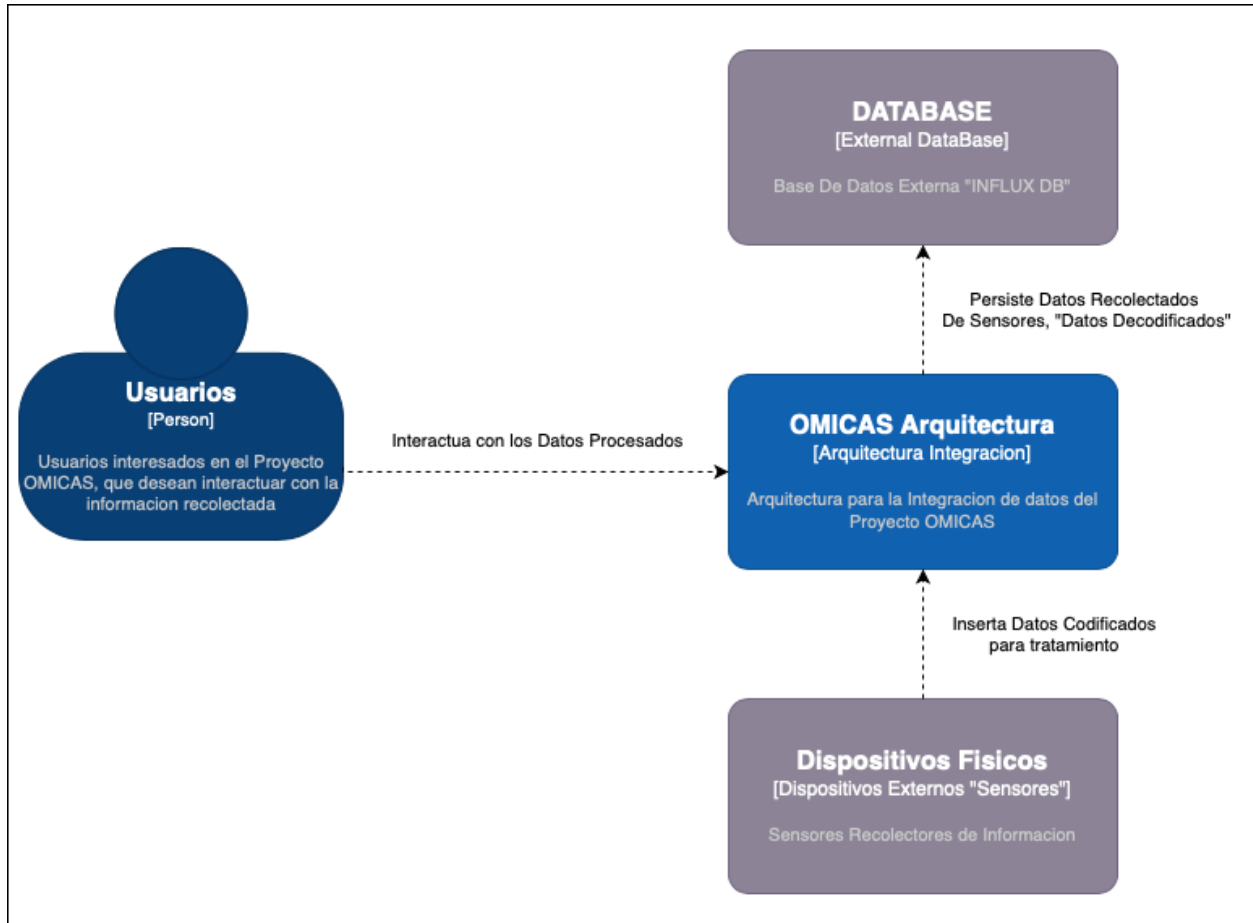 DATABASE
[External DataBase]
Base De Datos Externa "INFLUX DB"
Persiste Datos Recolectados
De Sensores, "Datos Decodificados"
Usuarios
[Person]
Usuarios interesados en el Proyecto
OMICAS, que desean interactuar con la
informacion recolectada
Interactua con los Datos Procesados
OMICAS Arquitectura
[Arquitectura Integracion]
Arquitectura para la Integracion de datos del
Proyecto OMICAS
Inserta Datos Codificados
para tratamiento
Dispositivos Fisicos
[Dispositivos Externos "Sensores"]
Sensores Recolectores de Informacion